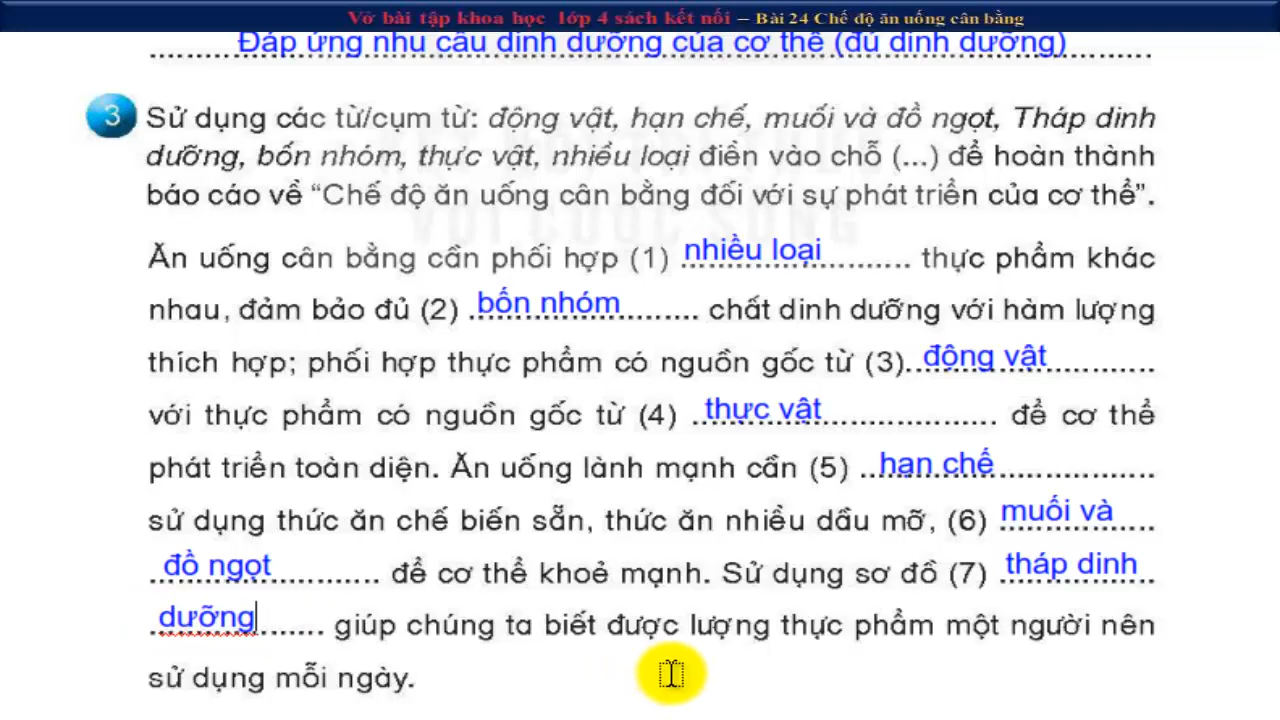 Vở bài tập khoa học lớp 4 sách kết nối – Bài 24 Chế độ ăn uống cân bằng
Đáp ứng nhu cầu dinh dưỡng của cơ thể (đủ dinh dưỡng)
3 Sử dụng các từ/cụm từ: động vật, hạn chế, muối và đồ ngọt, Tháp dinh
dưỡng, bốn nhóm, thực vật, nhiều loại điền vào chỗ (...) để hoàn thành
báo cáo về “Chế độ ăn uống cân bằng đối với sự phát triển của cơ thể”.
Ăn uống cân bằng cần phối hợp (1) nhiều loại thực phẩm khác
nhau, đảm bảo đủ (2) bốn nhóm chất dinh dưỡng với hàm lượng
thích hợp; phối hợp thực phẩm có nguồn gốc từ (3) động vật
với thực phẩm có nguồn gốc từ (4) thực vật để cơ thể
phát triển toàn diện. Ăn uống lành mạnh cần (5) hạn chế
sử dụng thức ăn chế biến sẵn, thức ăn nhiều dầu mỡ, (6) muối và
đồ ngọt để cơ thể khoẻ mạnh. Sử dụng sơ đồ (7) tháp dinh
dưỡng giúp chúng ta biết được lượng thực phẩm một người nên
sử dụng mỗi ngày.